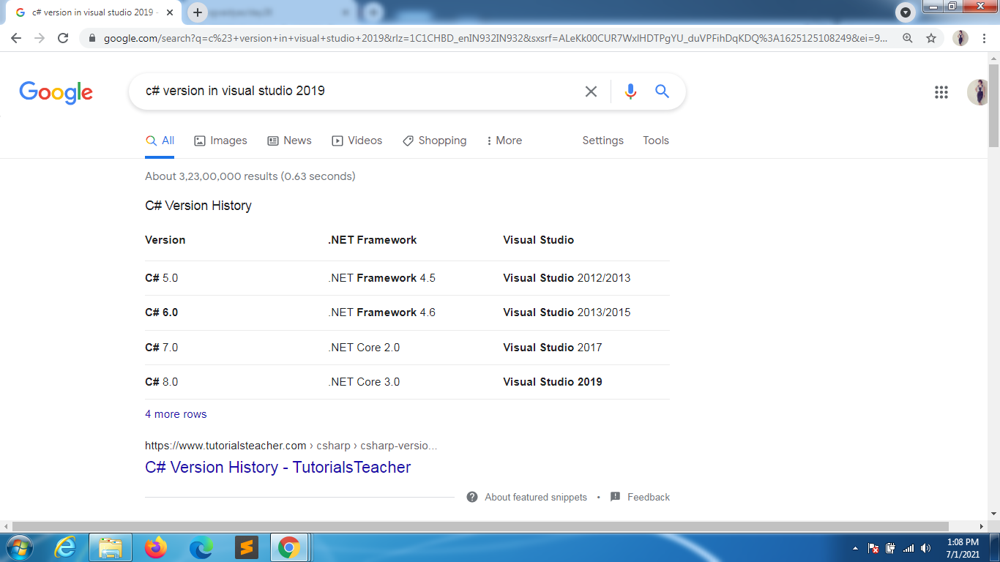 c# version in visual studio 2019 -
google.com/search?q=c%23+version+in+visual+studio+2019&rlz=1C1CHBD_enIN932IN932&sxsrf=ALeKk00CUR7WxIHDTPgYU_duVPFihDqKDQ%3A1625125108249&ei=9...
Google
c# version in visual studio 2019
All Images News Videos Shopping More Settings Tools
About 3,23,00,000 results (0.63 seconds)
C# Version History
Version .NET Framework Visual Studio
C# 5.0 .NET Framework 4.5 Visual Studio 2012/2013
C# 6.0 .NET Framework 4.6 Visual Studio 2013/2015
C# 7.0 .NET Core 2.0 Visual Studio 2017
C# 8.0 .NET Core 3.0 Visual Studio 2019
4 more rows
https://www.tutorialsteacher.com › csharp › csharp-versio...
C# Version History - TutorialsTeacher
About featured snippets • Feedback
1:08 PM
7/1/2021